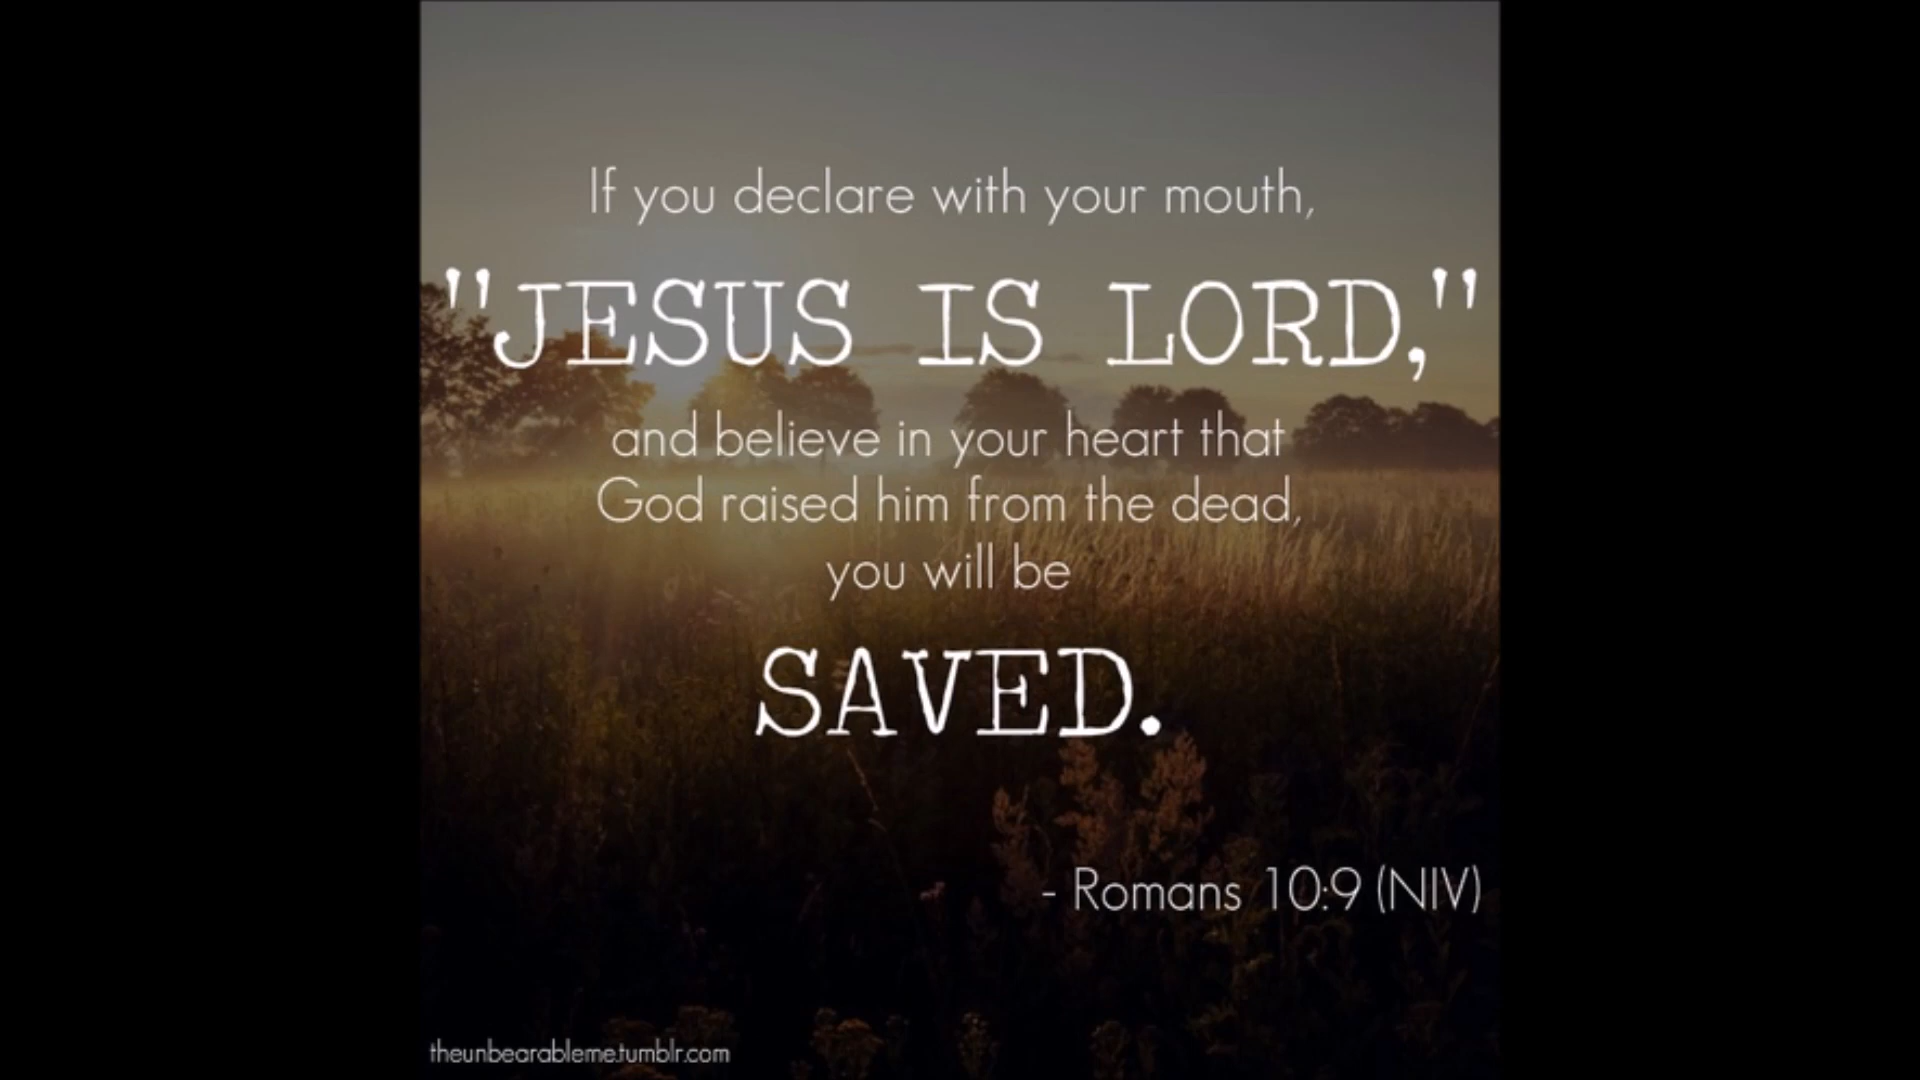 If you declare with your mouth,
"JESUS IS LORD,"
and believe in your heart that
God raised him from the dead,
you will be
SAVED.
- Romans 10:9 (NIV)
theunbearableme.tumblr.com